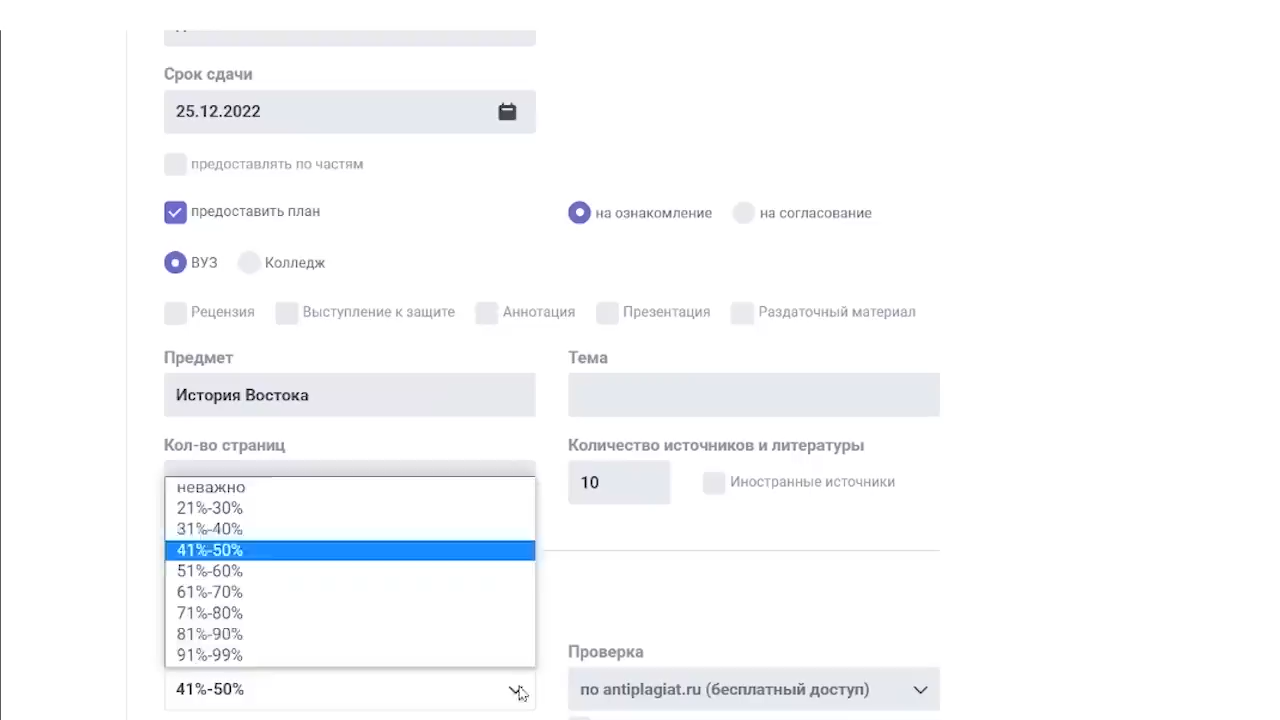 Срок сдачи
25.12.2022
предоставлять по частям
предоставить план
на ознакомление
на согласование
ВУЗ
Колледж
Рецензия
Выступление к защите
Аннотация
Презентация
Раздаточный материал
Предмет
Тема
История Востока
Кол-во страниц
Количество источников и литературы
10
Иностранные источники
неважно
21%-30%
31%-40%
41%-50%
51%-60%
61%-70%
71%-80%
81%-90%
91%-99%
Проверка
41%-50%
по antiplagiat.ru (бесплатный доступ)